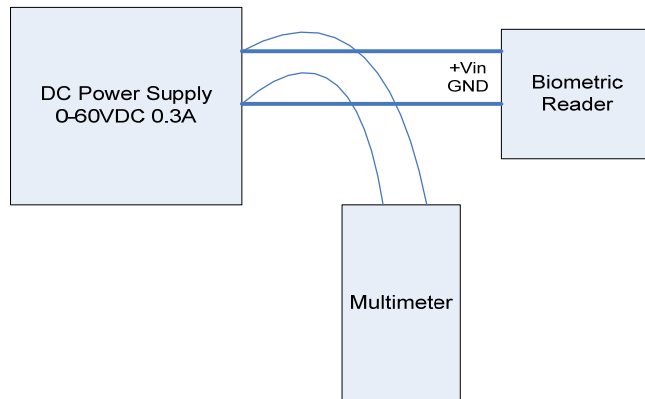 DC Power Supply
0-60VDC 0.3A
+Vin
GND
Biometric
Reader
Multimeter